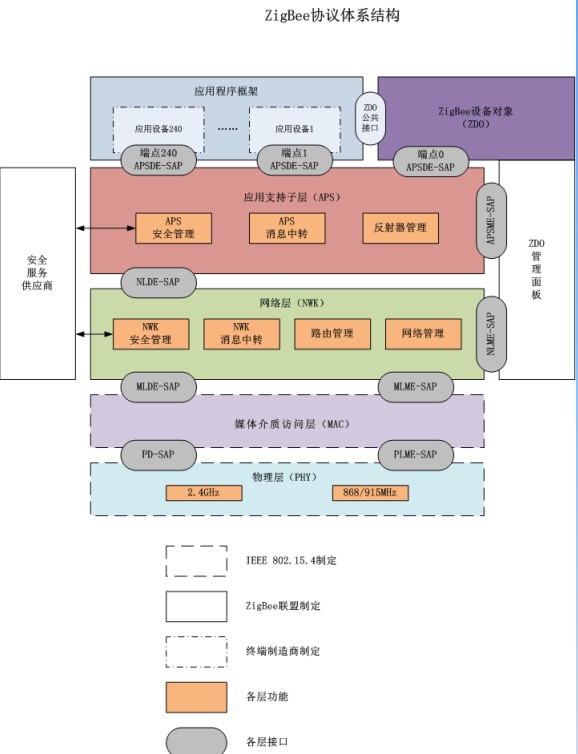 ZigBee协议体系结构
应用程序框架
应用设备240
……
应用设备1
ZDO
公共
接口
ZigBee设备对象
(ZDO)
端点240
APSDE-SAP
端点1
APSDE-SAP
端点0
APSDE-SAP
应用支持子层(APS)
APS
安全管理
APS
消息中转
反射器管理
APSME-SAP
安全
服务
供应商
ZDO
管
理
面
板
NLDE-SAP
网络层(NWK)
NWK
安全管理
NWK
消息中转
路由管理
网络管理
NLME-SAP
MLDE-SAP
MLME-SAP
媒体介质访问层(MAC)
PD-SAP
PLME-SAP
物理层(PHY)
2.4GHz
868/915MHz
IEEE 802.15.4制定
ZigBee联盟制定
终端制造商制定
各层功能
各层接口